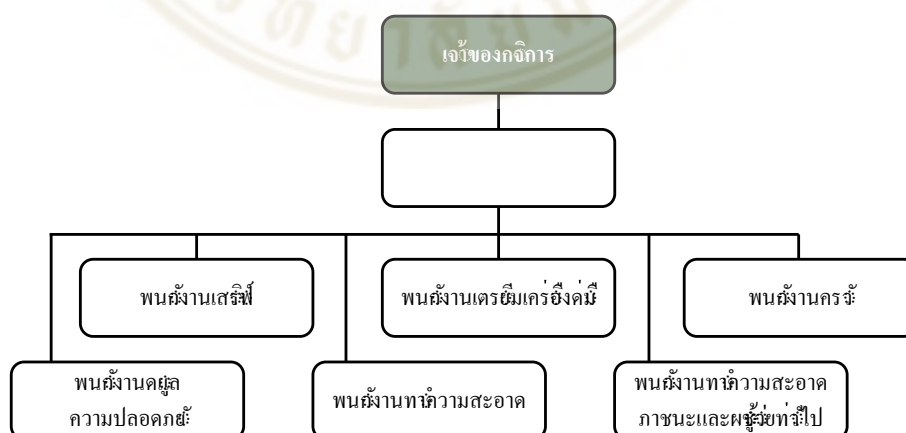 วิทยาลัย
เจ้าของกิจการ
พนักงานเสริฟ์
พนักงานเตรียมเครื่องดื่ม
พนักงานครัว
พนักงานดูแล
ความปลอดภัย
พนักงานทำความสะอาด
พนักงานทำความสะอาด
ภาชนะและผู้ช่วยทั่วไป